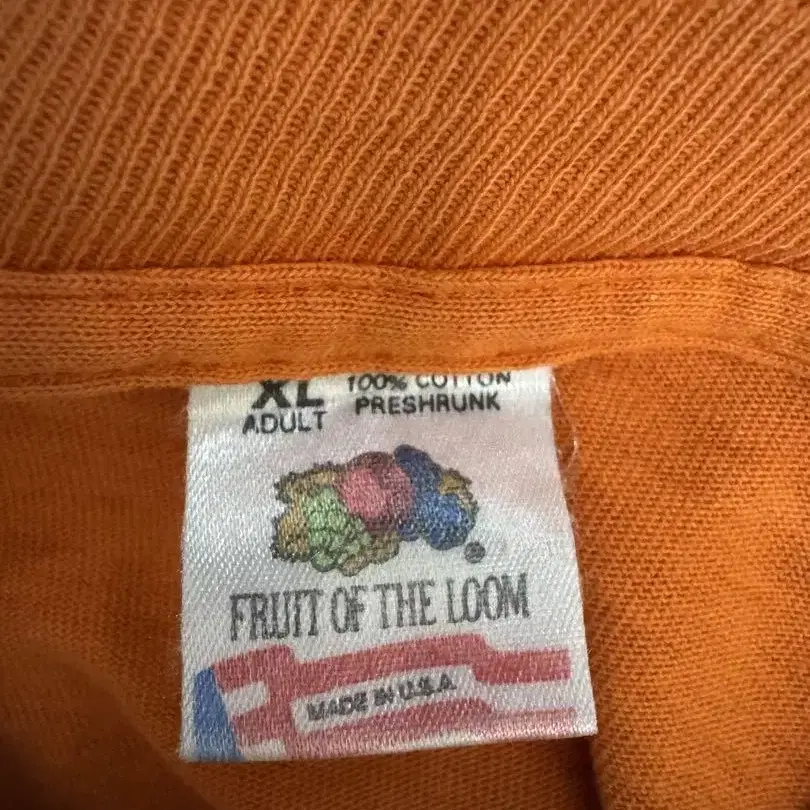 XL 100% COTTON
ADULT PRESHRUNK
®
FRUIT OF THE LOOM
MADE IN U.S.A.